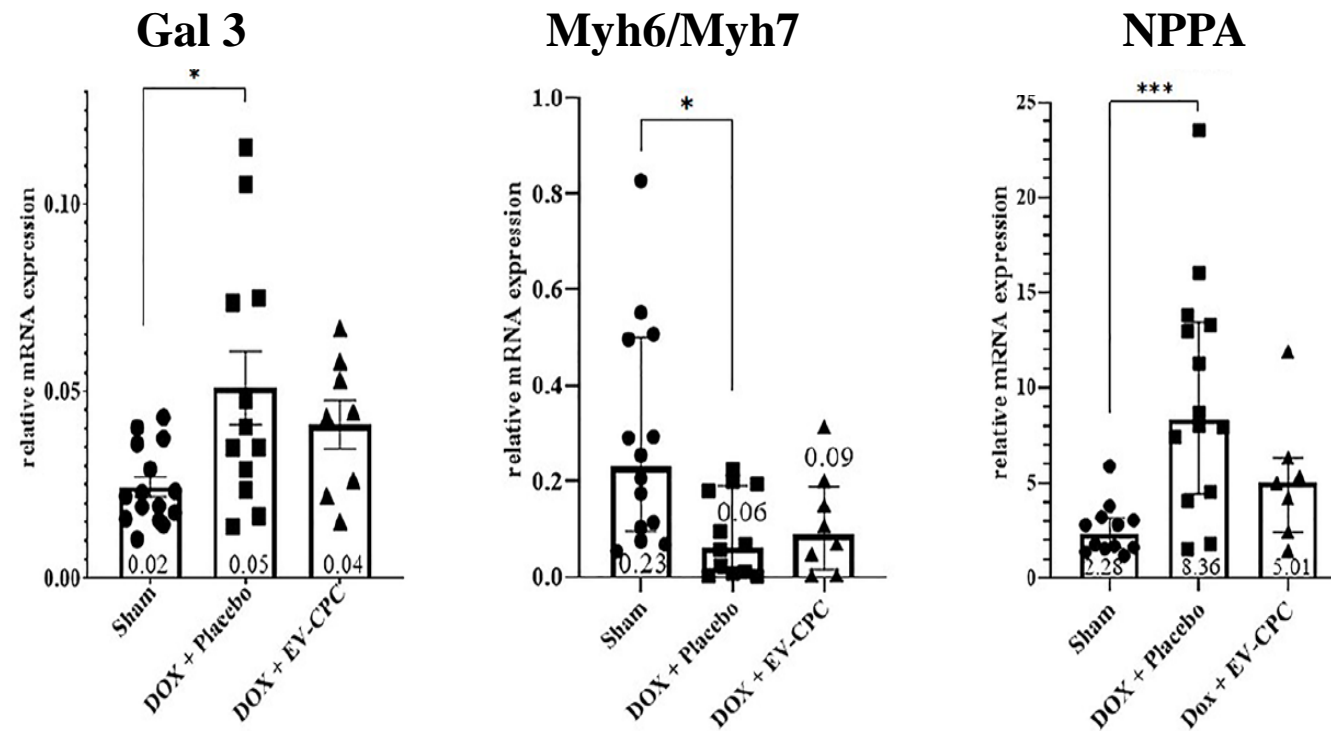 Gal 3
*
relative mRNA expression
0.10
0.05
0.00
0.02
0.05
0.04
Sham
DOX + Placebo
DOX + EV-CPC
Myh6/Myh7
*
relative mRNA expression
1.0
0.8
0.6
0.4
0.2
0.0
0.23
0.06
0.09
Sham
DOX + Placebo
DOX + EV-CPC
NPPA
***
relative mRNA expression
25
20
15
10
5
0
2.28
8.36
5.01
Sham
DOX + Placebo
Dox + EV-CPC